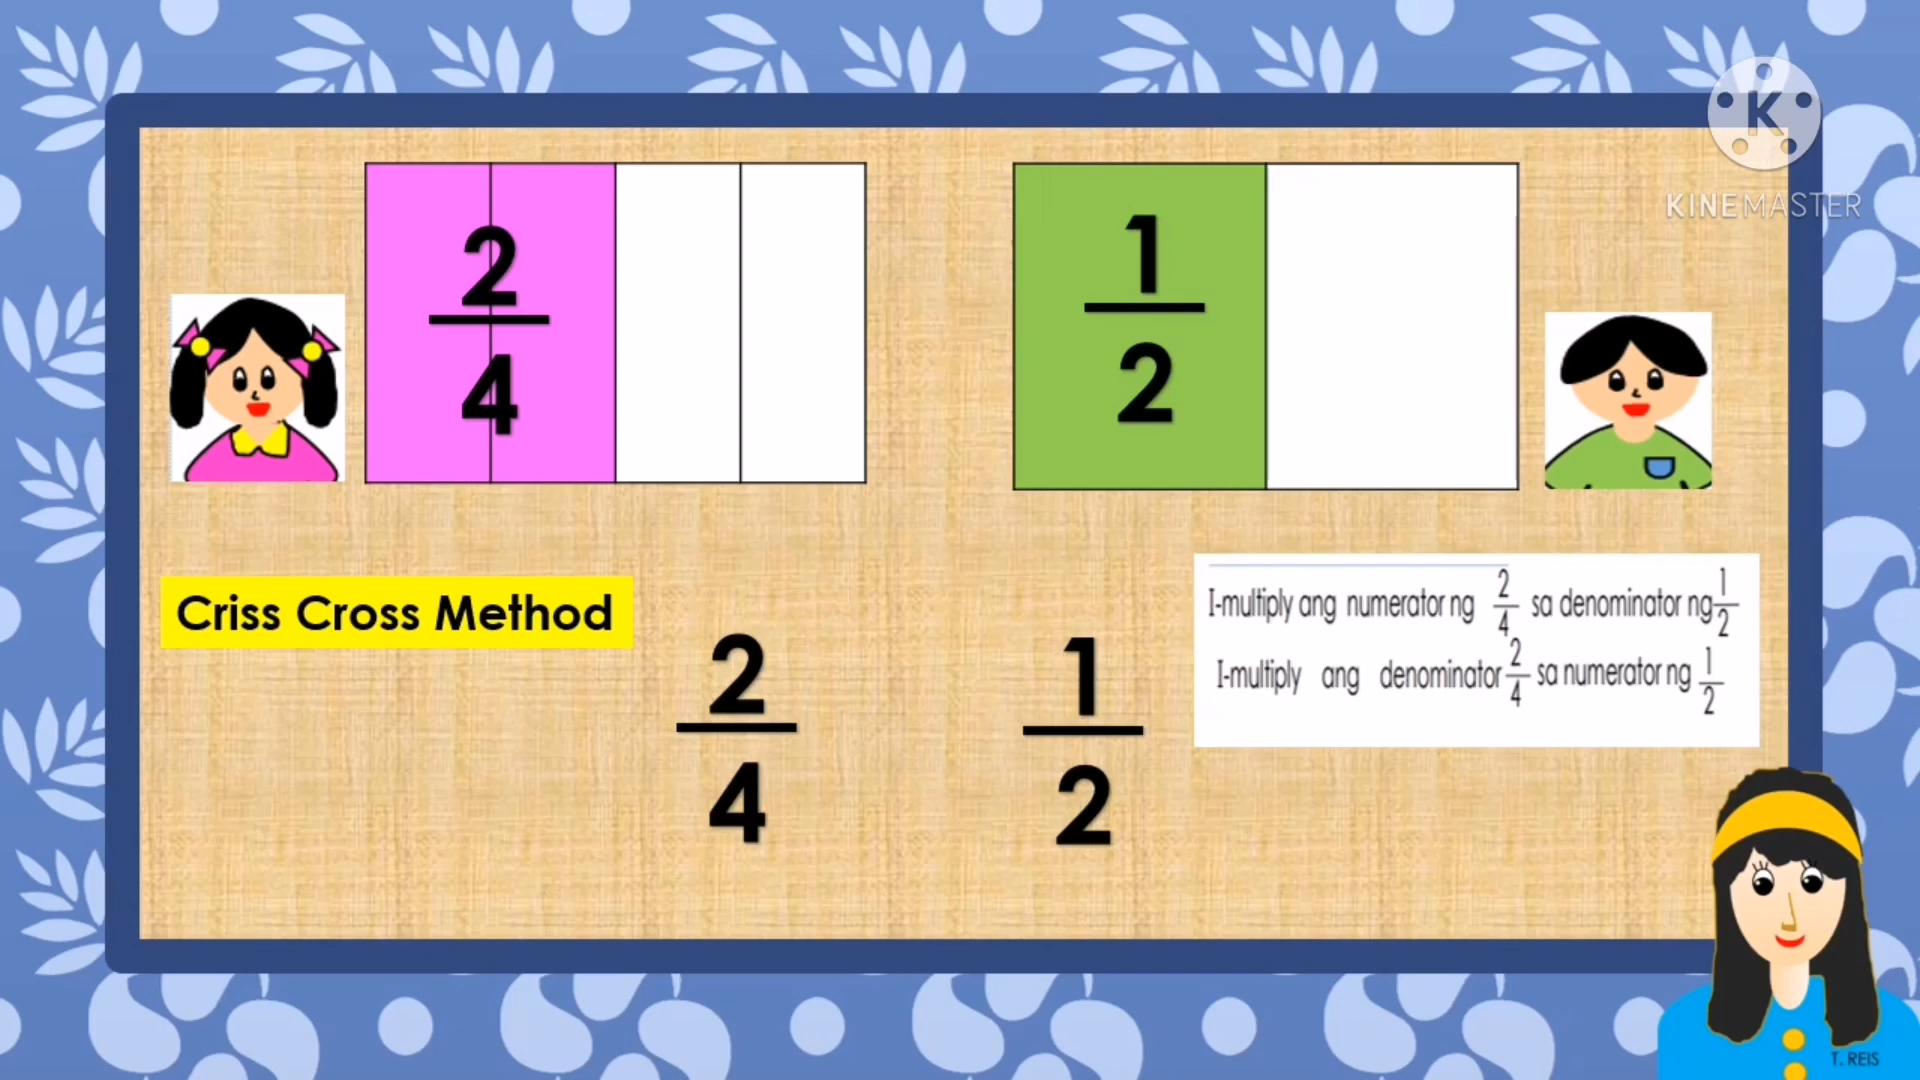 K
KINEMASTER
2
4
1
2
Criss Cross Method
2
4
1
2
I-multiply ang numerator ng 2/4 sa denominator ng 1/2
I-multiply ang denominator 2/4 sa numerator ng 1/2
T. REIS